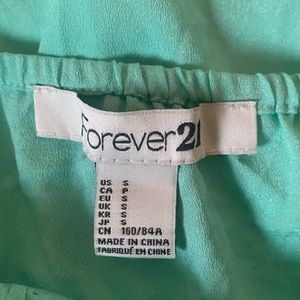 Forever21
US S
CA P
EU S
UK S
KR S
JP S
CN 160/84A
MADE IN CHINA
FABRIQUÉ EN CHINE